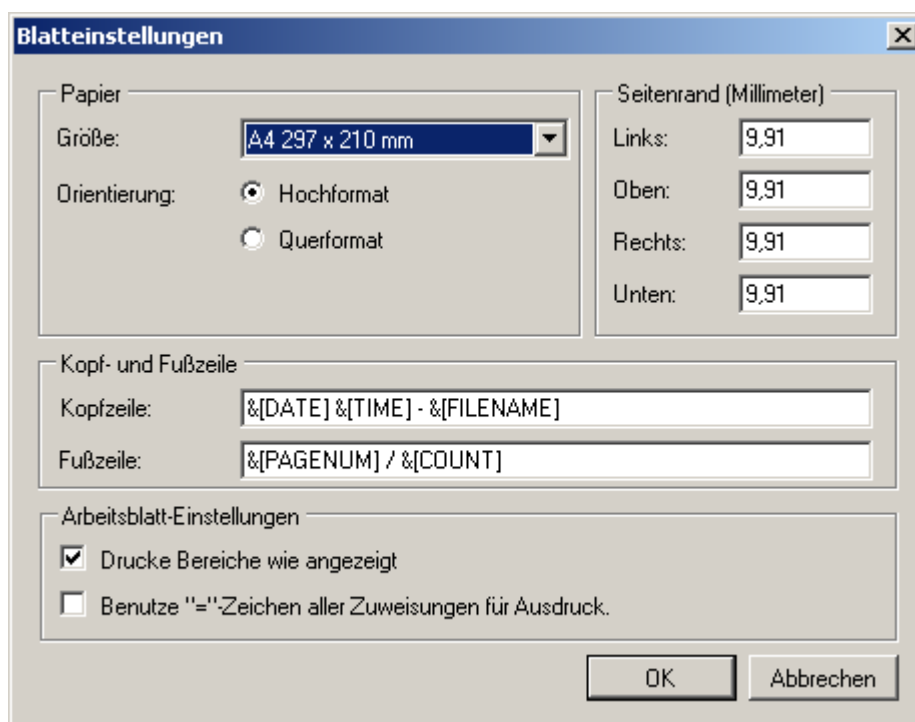 Blatteinstellungen
Papier
Größe: A4 297 x 210 mm
Orientierung: Hochformat
Querformat
Seitenrand (Millimeter)
Links: 9,91
Oben: 9,91
Rechts: 9,91
Unten: 9,91
Kopf- und Fußzeile
Kopfzeile: &[DATE] &[TIME] - &[FILENAME]
Fußzeile: &[PAGENUM] / &[COUNT]
Arbeitsblatt-Einstellungen
Drucke Bereiche wie angezeigt
Benutze "="-Zeichen aller Zuweisungen für Ausdruck.
OK Abbrechen